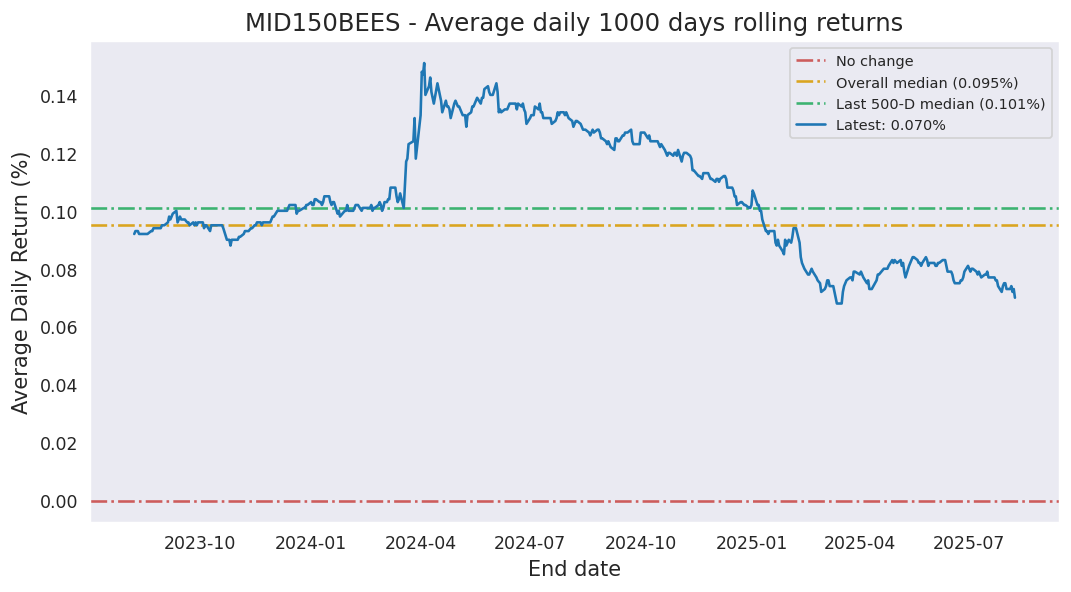 MID150BEES - Average daily 1000 days rolling returns
No change
Overall median (0.095%)
Last 500-D median (0.101%)
Latest: 0.070%
Average Daily Return (%)
0.14
0.12
0.10
0.08
0.06
0.04
0.02
0.00
2023-10 2024-01 2024-04 2024-07 2024-10 2025-01 2025-04 2025-07
End date